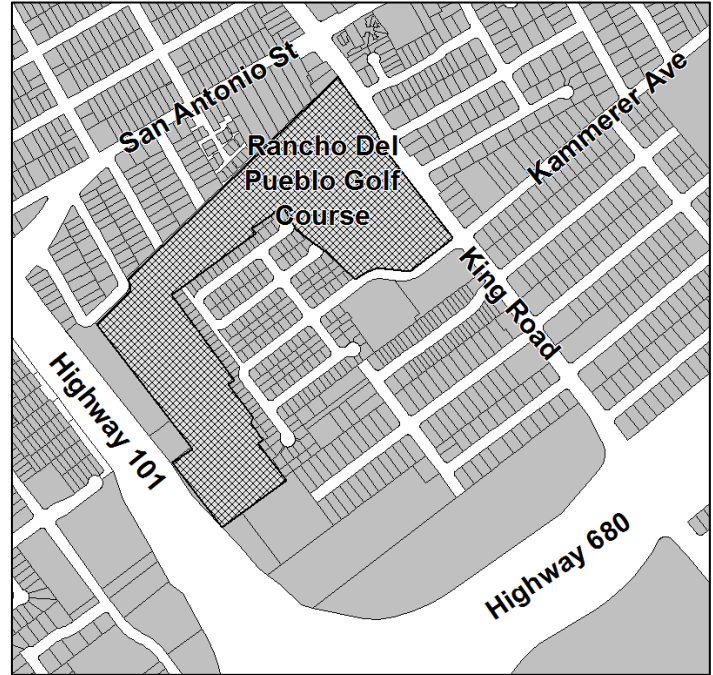 San Antonio St
Rancho Del
Pueblo Golf
Course
Kammerer Ave
King Road
Highway 101
Highway 680